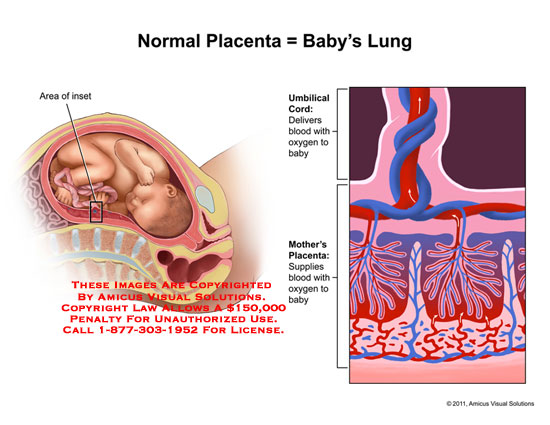 Normal Placenta = Baby's Lung
Area of inset
Umbilical
Cord:
Delivers
blood with
oxygen to
baby
Mother's
Placenta:
Supplies
blood with
oxygen to
baby
These Images Are Copyrighted
By Amicus Visual Solutions.
Copyright Law Allows A $150,000
Penalty For Unauthorized Use.
Call 1-877-303-1952 For License.
©2011, Amicus Visual Solutions